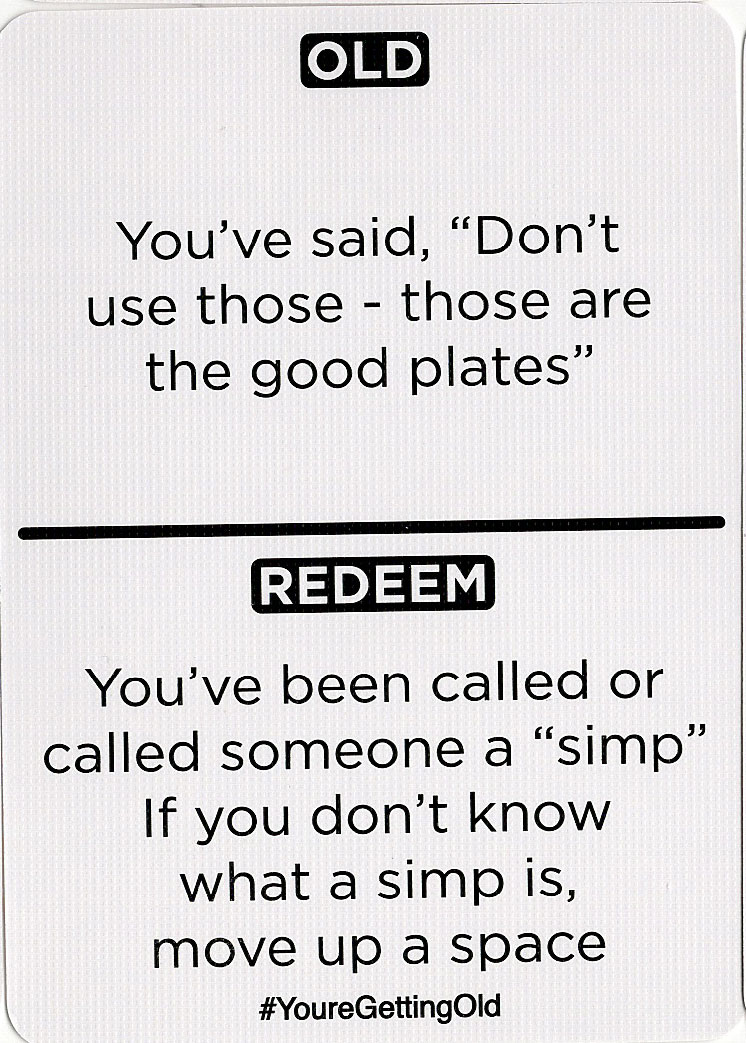 OLD
You’ve said, “Don’t
use those - those are
the good plates”
REDEEM
You’ve been called or
called someone a “simp”
If you don’t know
what a simp is,
move up a space
#YoureGettingOld